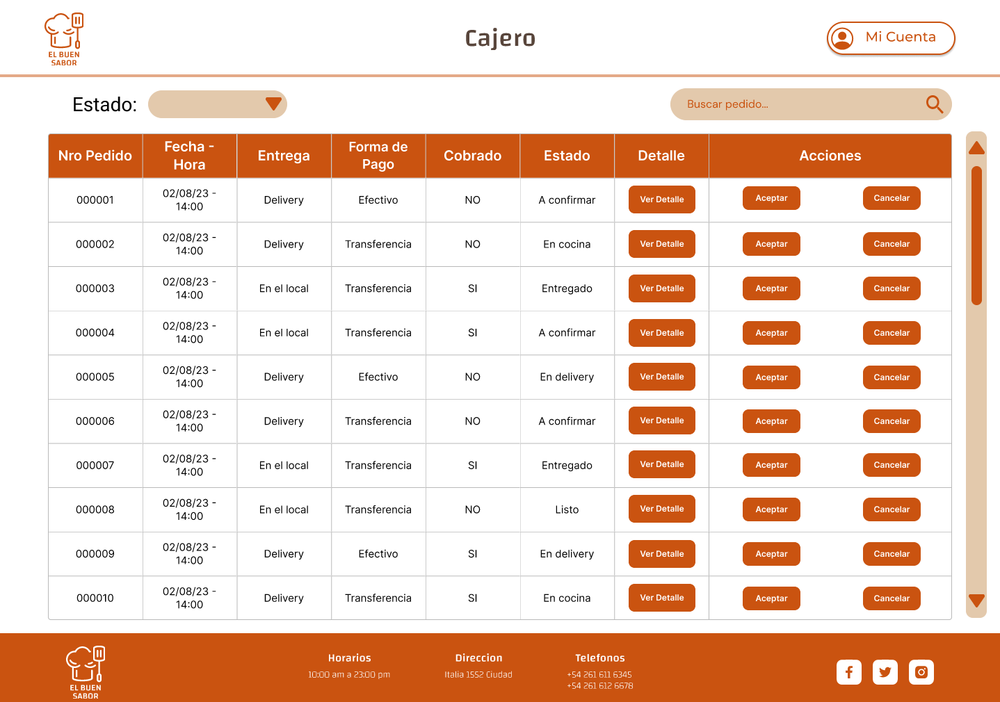 EL BUEN
SABOR
Cajero
Mi Cuenta
Estado:
Buscar pedido...
Nro Pedido Fecha - Hora Entrega Forma de Pago Cobrado Estado Detalle Acciones
000001 02/08/23 - 14:00 Delivery Efectivo NO A confirmar Ver Detalle Aceptar Cancelar
000002 02/08/23 - 14:00 Delivery Transferencia NO En cocina Ver Detalle Aceptar Cancelar
000003 02/08/23 - 14:00 En el local Transferencia SI Entregado Ver Detalle Aceptar Cancelar
000004 02/08/23 - 14:00 En el local Transferencia SI A confirmar Ver Detalle Aceptar Cancelar
000005 02/08/23 - 14:00 Delivery Efectivo NO En delivery Ver Detalle Aceptar Cancelar
000006 02/08/23 - 14:00 Delivery Transferencia NO A confirmar Ver Detalle Aceptar Cancelar
000007 02/08/23 - 14:00 En el local Transferencia SI Entregado Ver Detalle Aceptar Cancelar
000008 02/08/23 - 14:00 En el local Transferencia NO Listo Ver Detalle Aceptar Cancelar
000009 02/08/23 - 14:00 Delivery Efectivo SI En delivery Ver Detalle Aceptar Cancelar
000010 02/08/23 - 14:00 Delivery Transferencia SI En cocina Ver Detalle Aceptar Cancelar
EL BUEN
SABOR
Horarios
10:00 am a 23:00 pm
Direccion
Italia 1552 Ciudad
Telefonos
+54 261 611 6345
+54 261 612 6678